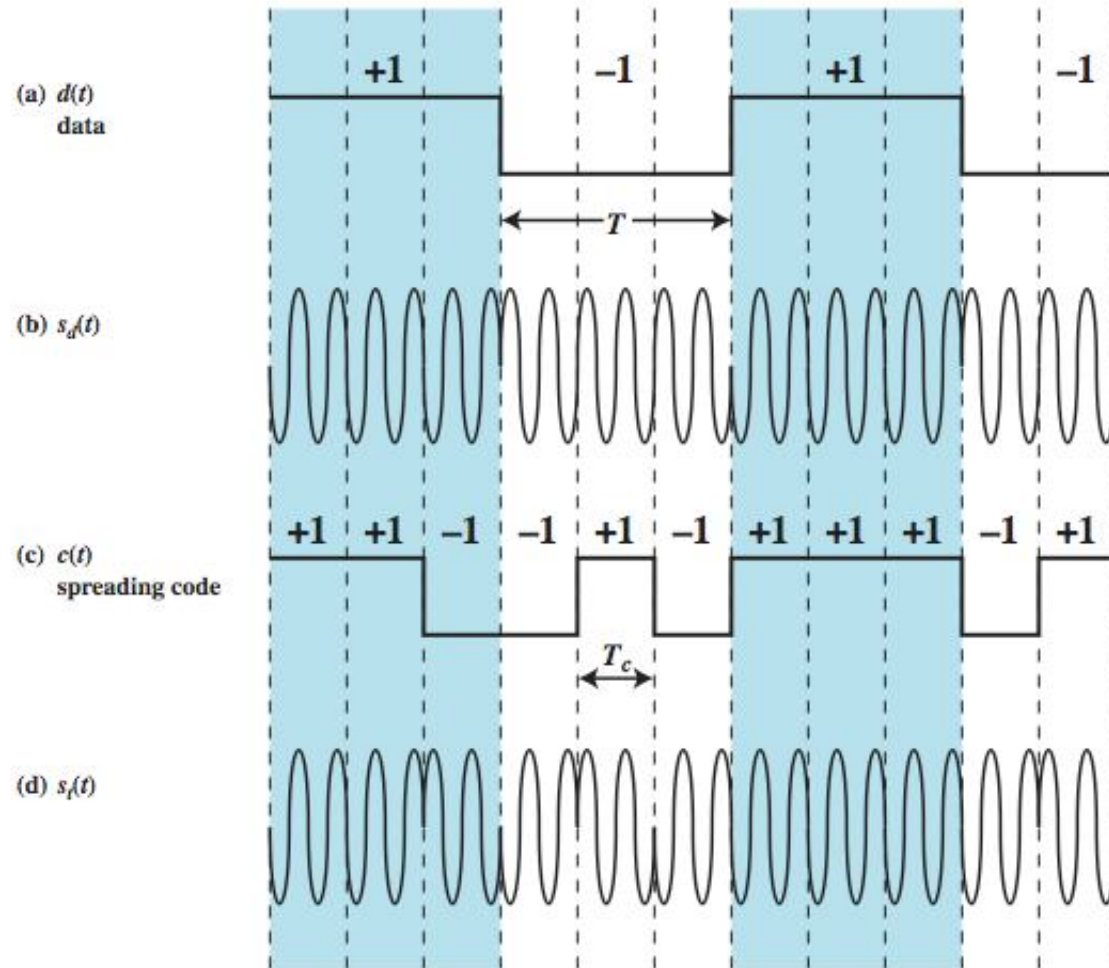 +1 −1 +1 −1
(a) d(t)
data
T
(b) s_d(t)
+1 +1 −1 −1 +1 −1 +1 +1 +1 −1 +1
(c) c(t)
spreading code
T_c
(d) s_t(t)